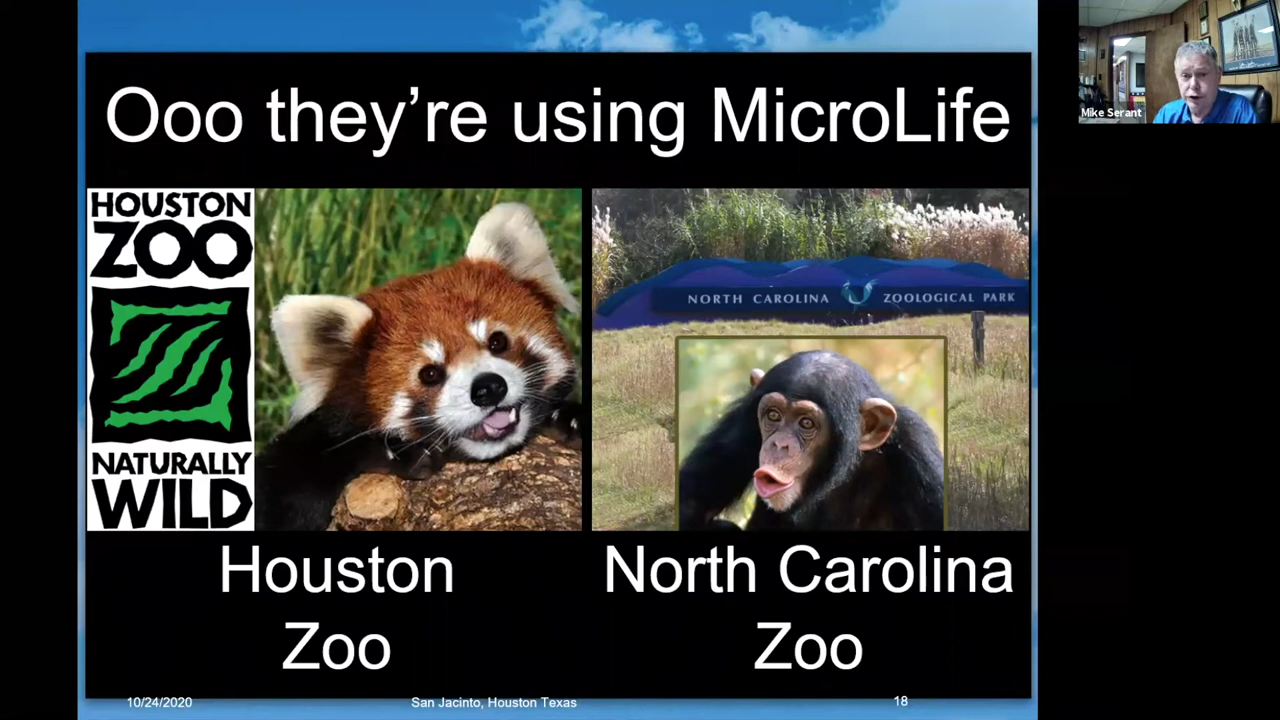 Ooo they’re using MicroLife
HOUSTON
ZOO
NATURALLY
WILD
NORTH CAROLINA ZOOLOGICAL PARK
Houston
Zoo
North Carolina
Zoo
10/24/2020
San Jacinto, Houston Texas
18
Mike Serant